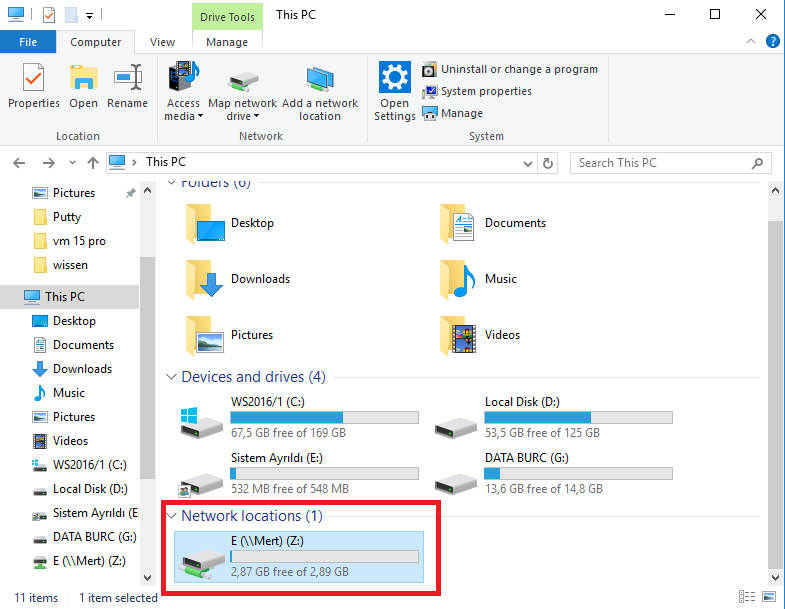 Drive Tools This PC
File Computer View Manage
Properties Open Rename Access media Map network drive Add a network location Open Settings Uninstall or change a program
System properties
Manage
Location Network System
This PC Search This PC
Pictures
Putty
vm 15 pro
wissen
This PC
Desktop
Documents
Downloads
Music
Pictures
Videos
WS2016/1 (C:)
Local Disk (D:)
Sistem Ayrıldı (E
DATA BURC (G:)
E (\\Mert) (Z:)
Folders (6)
Desktop Documents
Downloads Music
Pictures Videos
Devices and drives (4)
WS2016/1 (C:) Local Disk (D:)
67,5 GB free of 169 GB 53,5 GB free of 125 GB
Sistem Ayrıldı (E:) DATA BURC (G:)
532 MB free of 548 MB 13,6 GB free of 14,8 GB
Network locations (1)
E (\\Mert) (Z:)
2,87 GB free of 2,89 GB
11 items 1 item selected